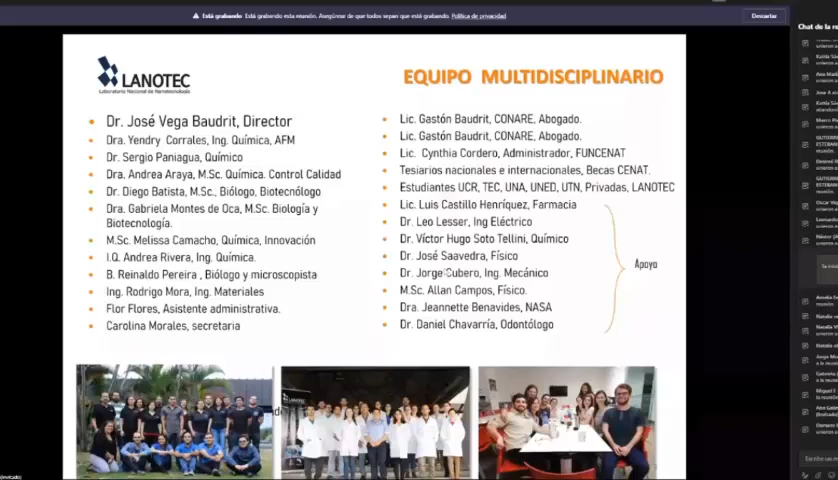 Está grabando Está grabando esta reunión. Asegúrese de que todos sepan que está grabando. Política de privacidad
Descartar
Chat de la re
LANOTEC
Laboratorio Nacional de Nanotecnología
EQUIPO MULTIDISCIPLINARIO
• Dr. José Vega Baudrit, Director
• Dra. Yendry Corrales, Ing. Química, AFM
• Dr. Sergio Paniagua, Químico
• Dra. Andrea Araya, M.Sc. Química. Control Calidad
• Dr. Diego Batista, M.Sc., Biólogo, Biotecnólogo
• Dra. Gabriela Montes de Oca, M.Sc. Biología y
Biotecnología.
• M.Sc. Melissa Camacho, Química, Innovación
• I.Q. Andrea Rivera, Ing. Química.
• B. Reinaldo Pereira , Biólogo y microscopista
• Ing. Rodrigo Mora, Ing. Materiales
• Flor Flores, Asistente administrativa.
• Carolina Morales, secretaria
• Lic. Gastón Baudrit, CONARE, Abogado.
• Lic. Gastón Baudrit, CONARE, Abogado.
• Lic. Cynthia Cordero, Administrador, FUNCENAT
• Tesiarios nacionales e internacionales, Becas CENAT.
• Estudiantes UCR, TEC, UNA, UNED, UTN, Privadas, LANOTEC
• Lic. Luis Castillo Henríquez, Farmacia
• Dr. Leo Lesser, Ing Eléctrico
• Dr. Víctor Hugo Soto Tellini, Químico
• Dr. José Saavedra, Físico
• Dr. Jorge Cubero, Ing. Mecánico
• M.Sc. Allan Campos, Físico.
• Dra. Jeannette Benavides, NASA
• Dr. Daniel Chavarría, Odontólogo
Apoyo
LANOTEC